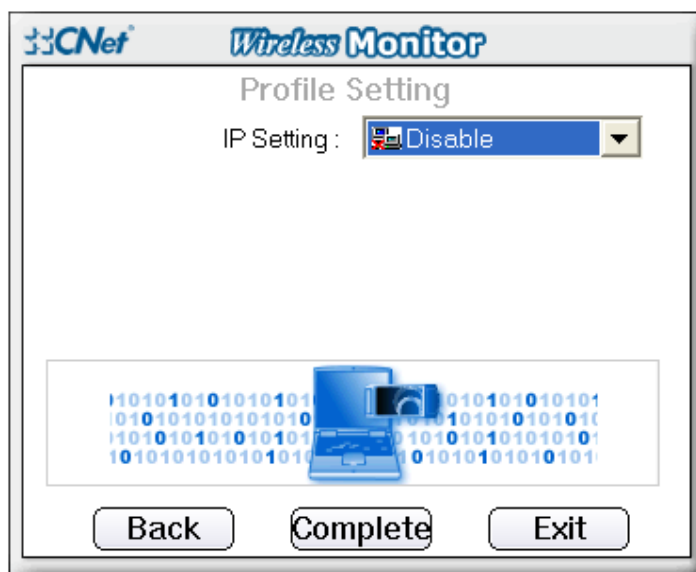 CNet Wireless Monitor
Profile Setting
IP Setting : Disable
Back Complete Exit